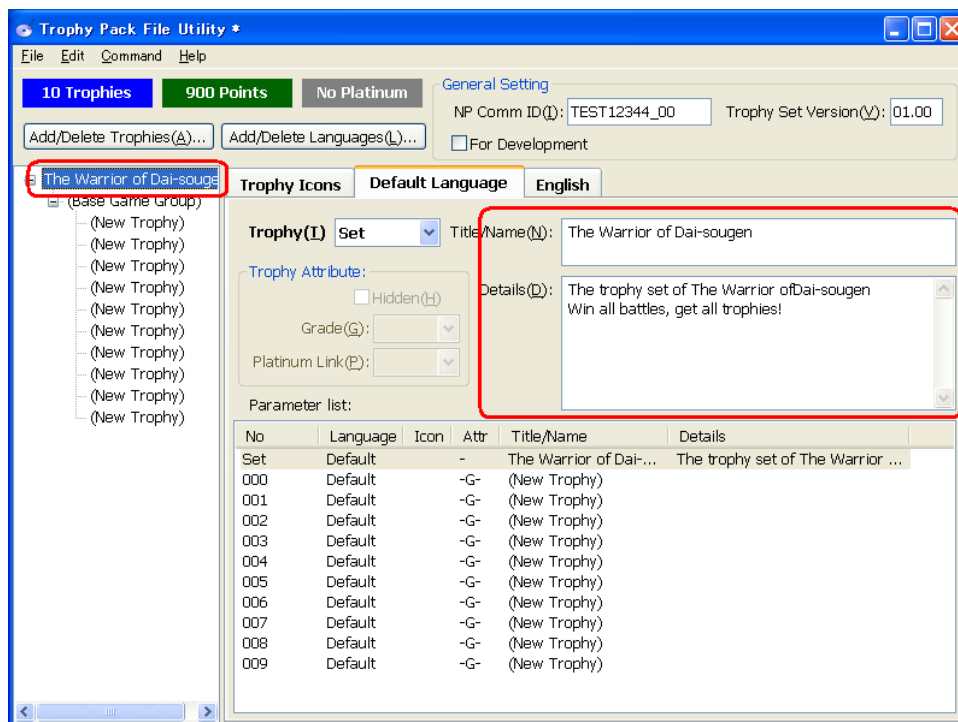 Trophy Pack File Utility *
File Edit Command Help
10 Trophies 900 Points No Platinum
General Setting
NP Comm ID(I): TEST12344_00 Trophy Set Version(V): 01.00
Add/Delete Trophies(A)... Add/Delete Languages(L)...
For Development
The Warrior of Dai-souge
(Base Game Group)
(New Trophy)
(New Trophy)
(New Trophy)
(New Trophy)
(New Trophy)
(New Trophy)
(New Trophy)
(New Trophy)
(New Trophy)
(New Trophy)
Trophy Icons Default Language English
Trophy(T) Set Title/Name(N): The Warrior of Dai-sougen
Trophy Attribute:
Hidden(H)
Grade(G):
Platinum Link(P):
Details(D): The trophy set of The Warrior ofDai-sougen
Win all battles, get all trophies!
Parameter list:
No Language Icon Attr Title/Name Details
Set Default - The Warrior of Dai-... The trophy set of The Warrior ...
000 Default -G- (New Trophy)
001 Default -G- (New Trophy)
002 Default -G- (New Trophy)
003 Default -G- (New Trophy)
004 Default -G- (New Trophy)
005 Default -G- (New Trophy)
006 Default -G- (New Trophy)
007 Default -G- (New Trophy)
008 Default -G- (New Trophy)
009 Default -G- (New Trophy)